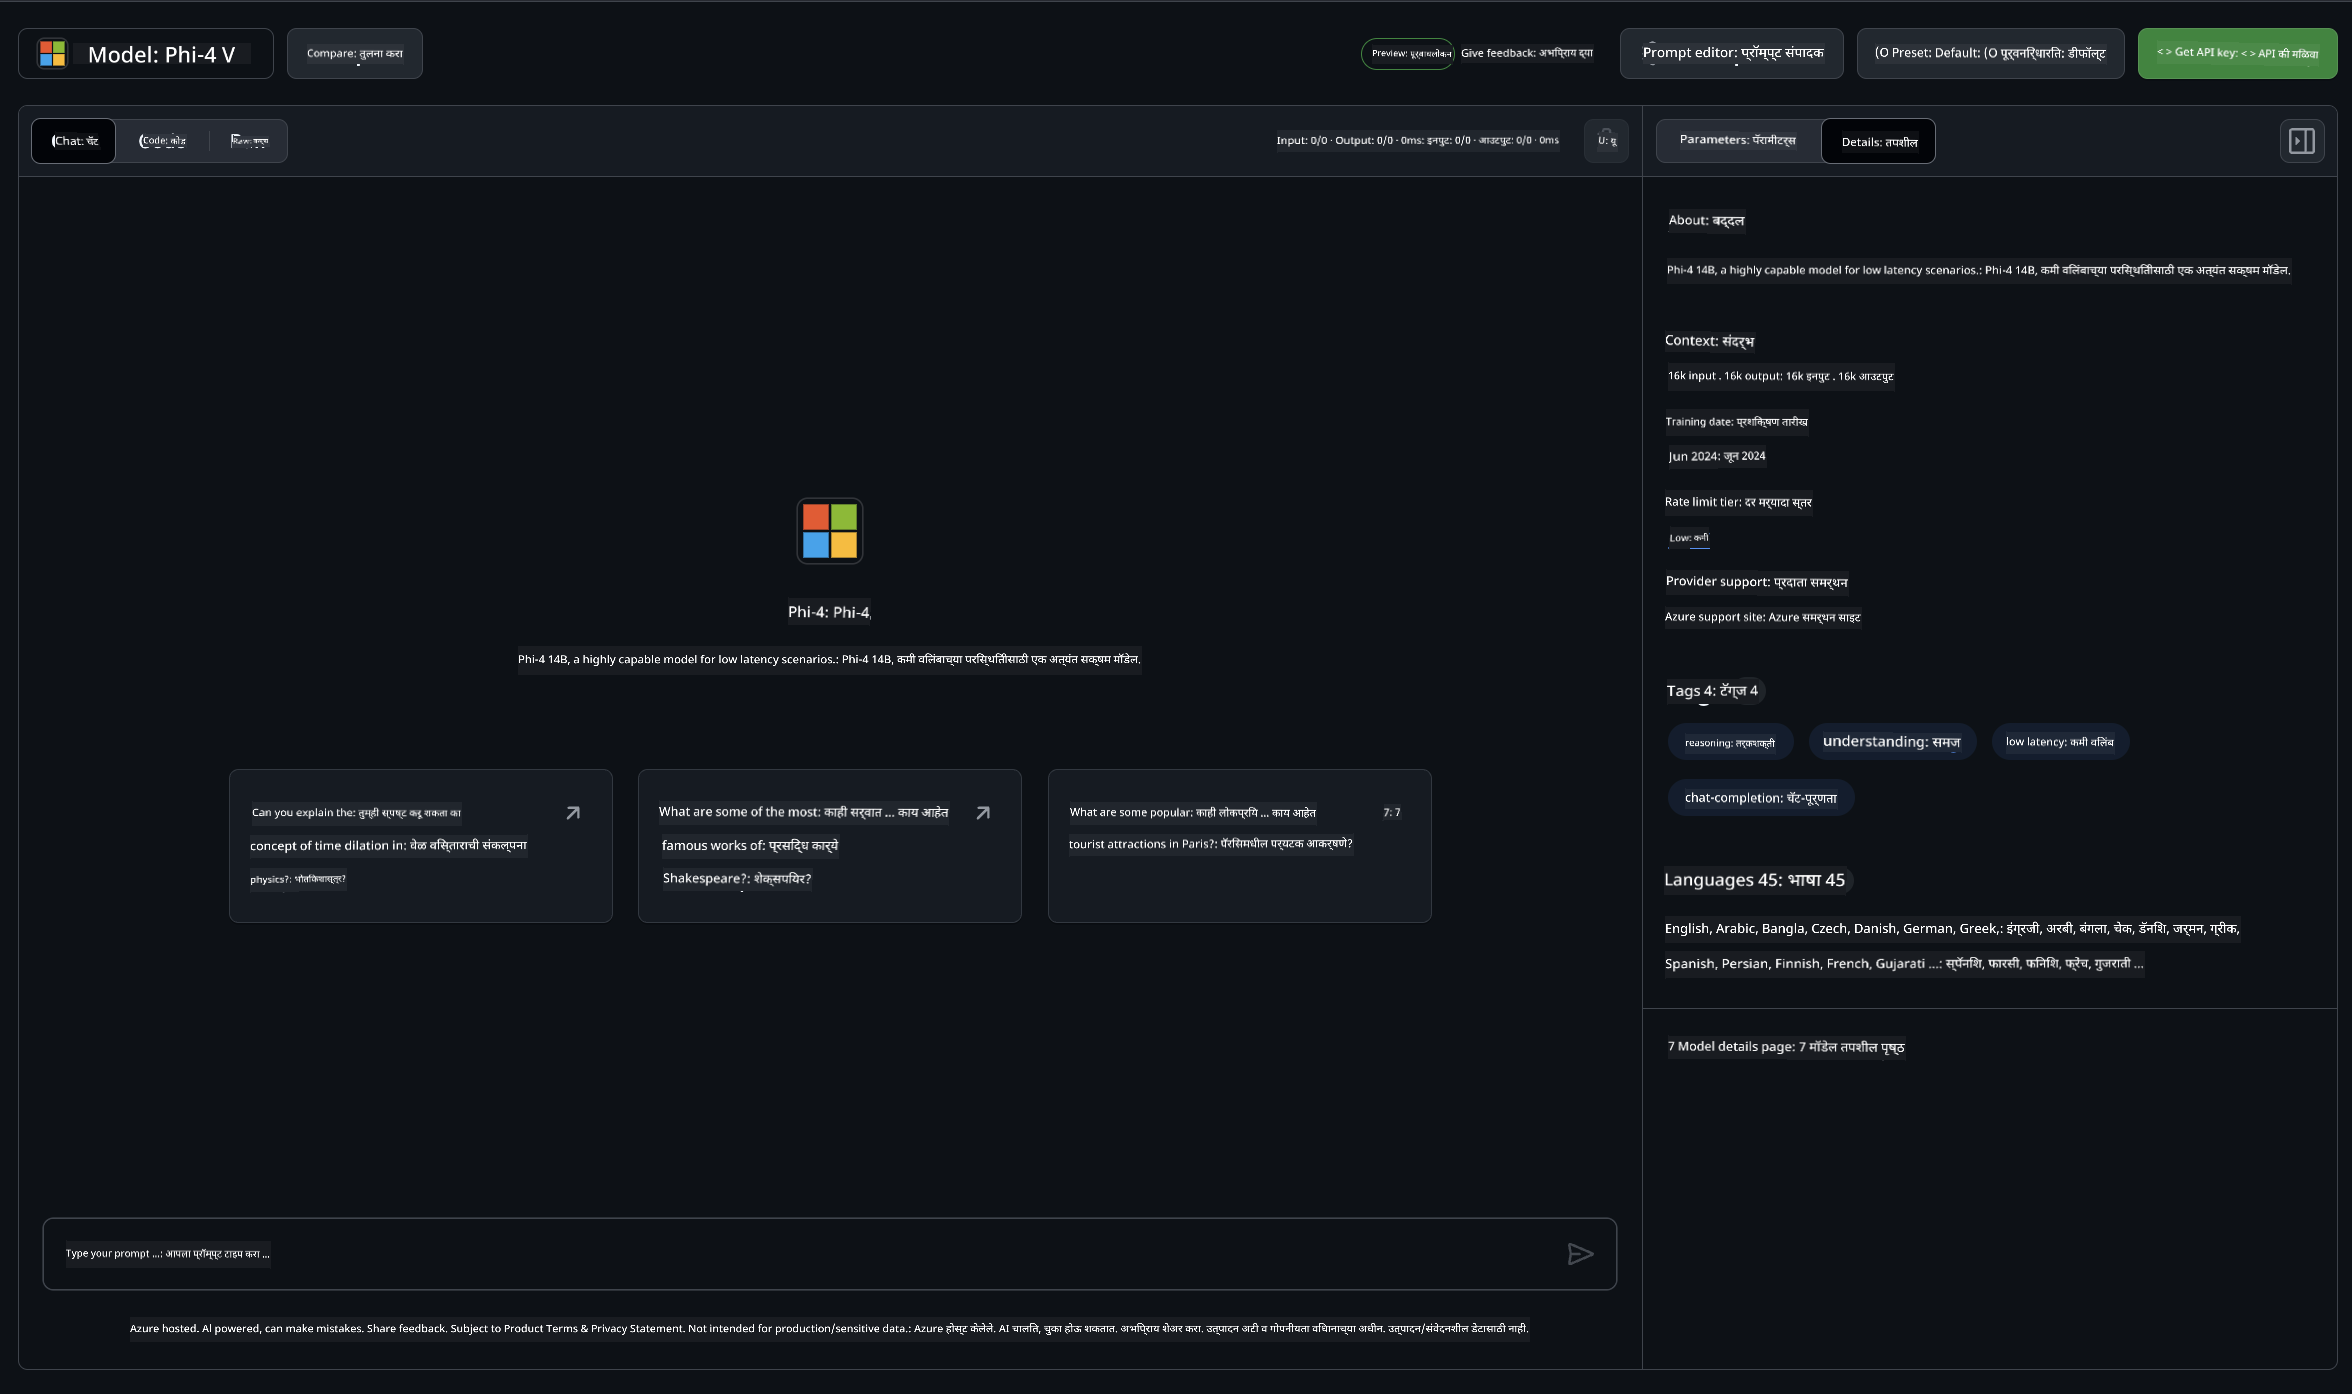 Model: Phi-4 V
Compare: तुलना करा
Preview: पूर्वावलोकन
Give feedback: अभिप्राय द्या
Prompt editor: प्रॉम्प्ट संपादक
(O Preset: Default: (O पूर्वनिर्धारित: डीफॉल्ट
<> Get API key: <> API की मिळवा
Chat: चॅट
Code: कोड
Input: 0/0 · Output: 0/0 · 0ms: इनपुट: 0/0 · आउटपुट: 0/0 · 0ms
U: यू
Parameters: पॅरामीटर्स
Details: तपशील
About: बद्दल
Phi-4 14B, a highly capable model for low latency scenarios.: Phi-4 14B, कमी विलंबाच्या परिस्थितीसाठी एक अत्यंत सक्षम मॉडेल.
Context: संदर्भ
16k input . 16k output: 16k इनपुट . 16k आउटपुट
Training date: प्रशिक्षण तारीख
Jun 2024: जून 2024
Rate limit tier: दर मर्यादा स्तर
Low: कमी
Provider support: प्रदाता समर्थन
Azure support site: Azure समर्थन साइट
Tags 4: टॅग्ज 4
reasoning: तर्कशक्ती
understanding: समज
low latency: कमी विलंब
chat-completion: चॅट-पूर्णता
Languages 45: भाषा 45
English, Arabic, Bangla, Czech, Danish, German, Greek,: इंग्रजी, अरबी, बंगला, चेक, डॅनिश, जर्मन, ग्रीक,
Spanish, Persian, Finnish, French, Gujarati ...: स्पॅनिश, फारसी, फिनिश, फ्रेंच, गुजराती ...
7 Model details page: 7 मॉडेल तपशील पृष्ठ
Phi-4: Phi-4
Phi-4 14B, a highly capable model for low latency scenarios.: Phi-4 14B, कमी विलंबाच्या परिस्थितीसाठी एक अत्यंत सक्षम मॉडेल.
Can you explain the: तुम्ही स्पष्ट करू शकता का
concept of time dilation in: वेळ विस्ताराची संकल्पना
physics?: भौतिकशास्त्र?
What are some of the most: काही सर्वात ... काय आहेत
famous works of: प्रसिद्ध कार्ये
Shakespeare?: शेक्सपियर?
What are some popular: काही लोकप्रिय ... काय आहेत
7: 7
tourist attractions in Paris?: पॅरिसमधील पर्यटक आकर्षणे?
Type your prompt ...: आपला प्रॉम्प्ट टाइप करा ...
Azure hosted. Al powered, can make mistakes. Share feedback. Subject to Product Terms & Privacy Statement. Not intended for production/sensitive data.: Azure होस्ट केलेले. AI चालित, चुका होऊ शकतात. अभिप्राय शेअर करा. उत्पादन अटी व गोपनीयता विधानाच्या अधीन. उत्पादन/संवेदनशील डेटासाठी नाही.